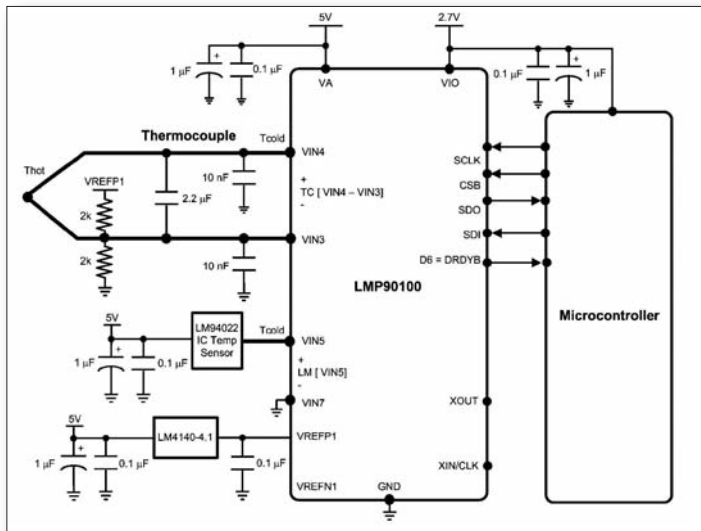 5V
2.7V
1 µF
+
0.1 µF
VA
VIO
0.1 µF
+
1 µF
Thermocouple
Tcold
VIN4
Thot
VREFP1
2k
2.2 µF
10 nF
+
TC [ VIN4 – VIN3 ]
-
2k
VIN3
10 nF
SCLK
CSB
SDO
SDI
D6 = DRDYB
LMP90100
Microcontroller
5V
+
1 µF
0.1 µF
LM94022
IC Temp
Sensor
Tcold
VIN5
+
LM [ VIN5 ]
-
VIN7
5V
+
1 µF
0.1 µF
LM4140-4.1
0.1 µF
VREFP1
VREFN1
GND
XOUT
XIN/CLK